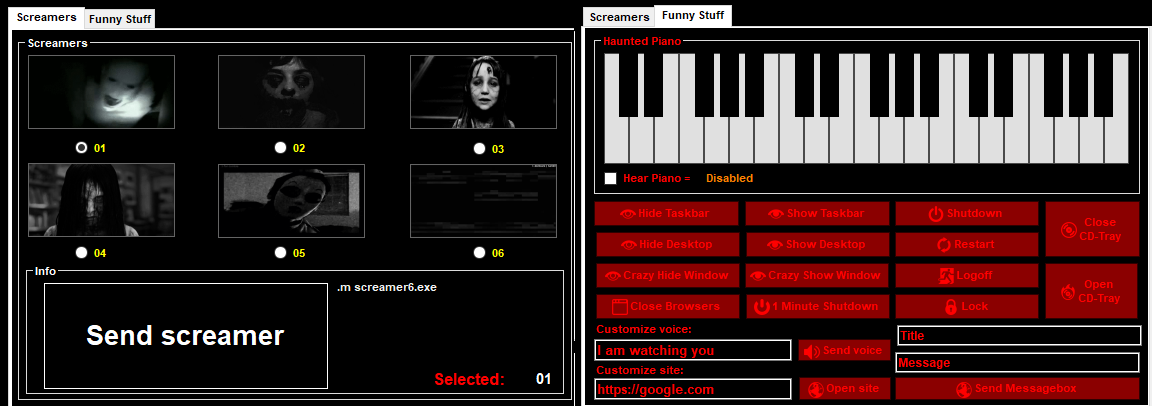 Screamers
Funny Stuff
Screamers
01
02
03
04
05
06
Info
.m screamer6.exe
Send screamer
Selected: 01
Screamers
Funny Stuff
Haunted Piano
Hear Piano = Disabled
Hide Taskbar
Show Taskbar
Shutdown
Close
CD-Tray
Hide Desktop
Show Desktop
Restart
Crazy Hide Window
Crazy Show Window
Logoff
Open
CD-Tray
Close Browsers
1 Minute Shutdown
Lock
Customize voice:
I am watching you
Send voice
Title
Message
Customize site:
https://google.com
Open site
Send Messagebox